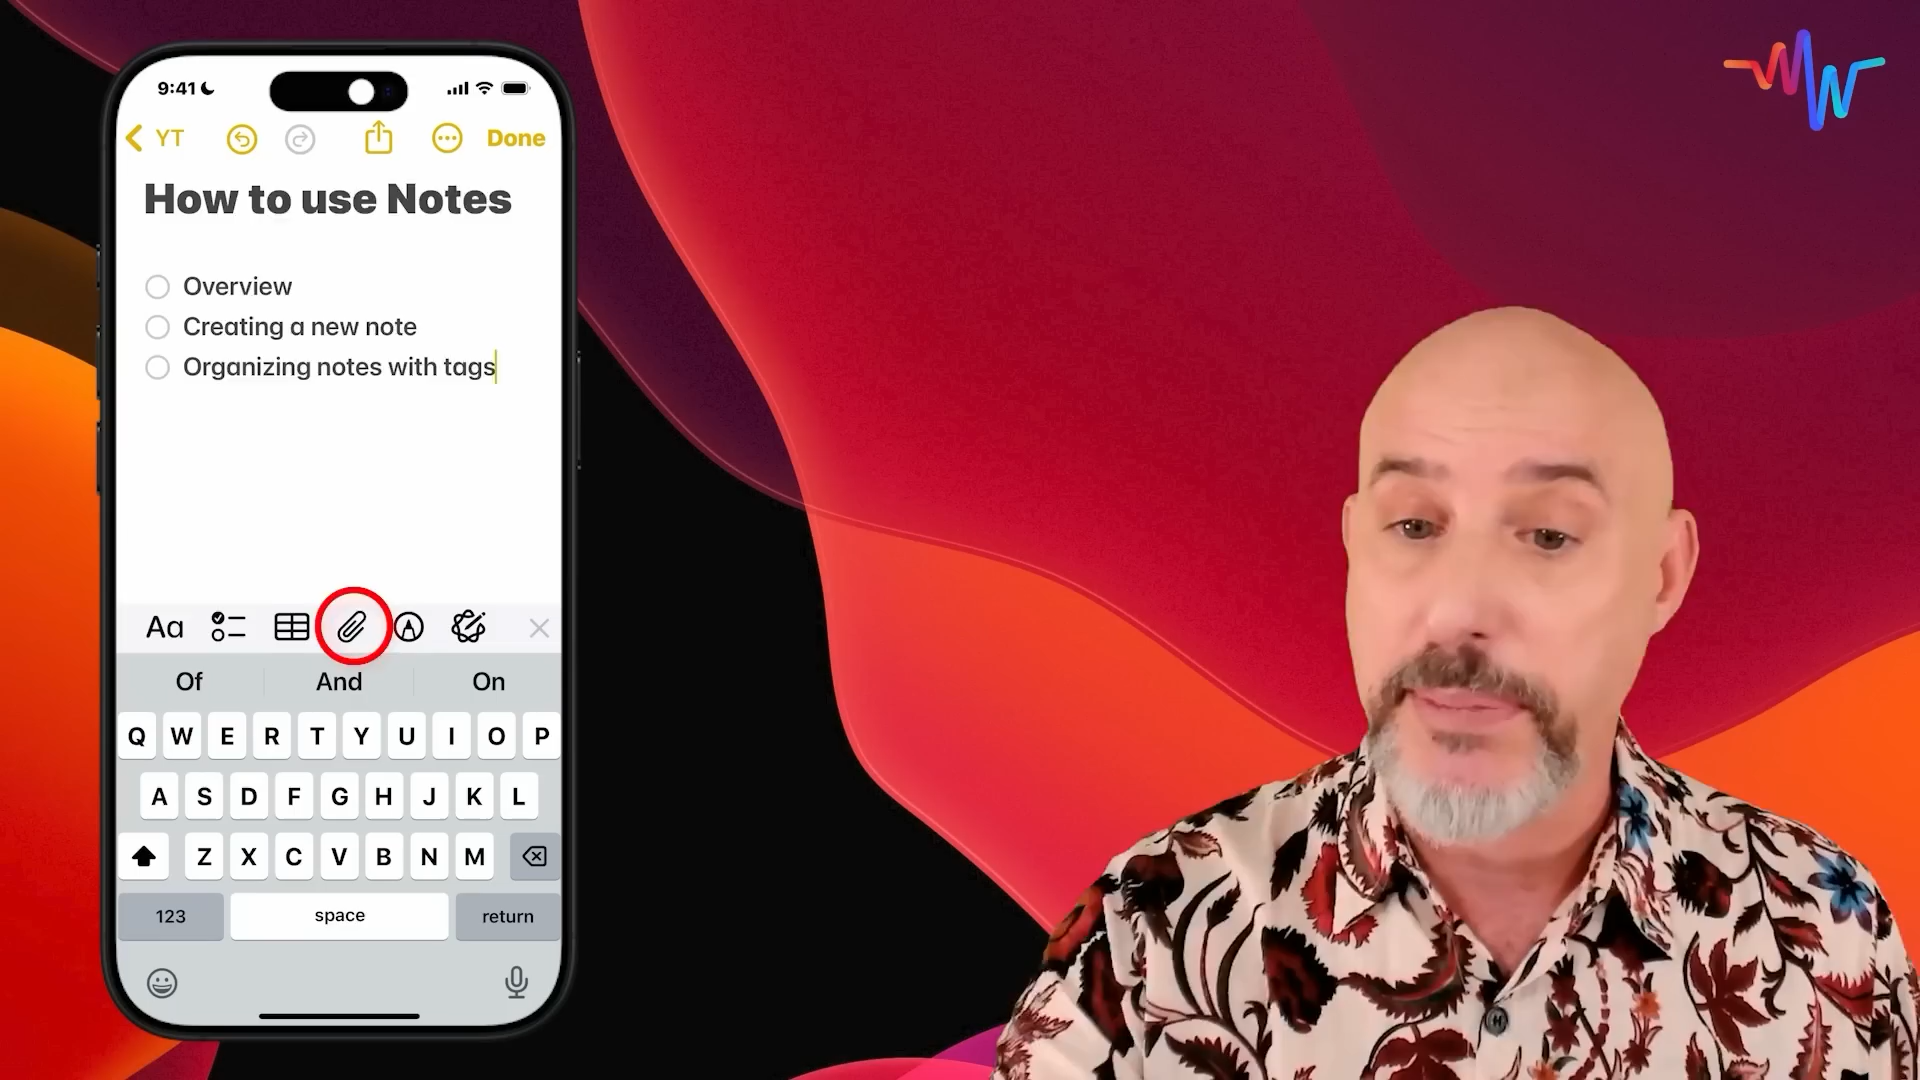 9:41
YT
Done
How to use Notes
Overview
Creating a new note
Organizing notes with tags
Aa
Of And On
Q W E R T Y U I O P
A S D F G H J K L
Z X C V B N M
123 space return
MW